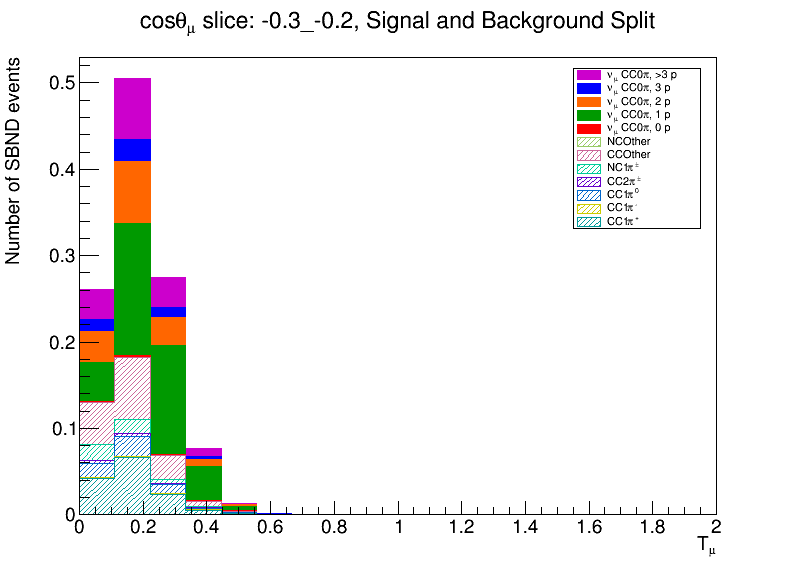 cosθμ slice: -0.3_-0.2, Signal and Background Split
Number of SBND events
0.5
0.4
0.3
0.2
0.1
0
νμ CC0π, >3 p
νμ CC0π, 3 p
νμ CC0π, 2 p
νμ CC0π, 1 p
νμ CC0π, 0 p
NCOther
CCOther
NC1π±
CC2π±
CC1π⁰
CC1π⁻
CC1π⁺
0 0.2 0.4 0.6 0.8 1 1.2 1.4 1.6 1.8 2
Tμ